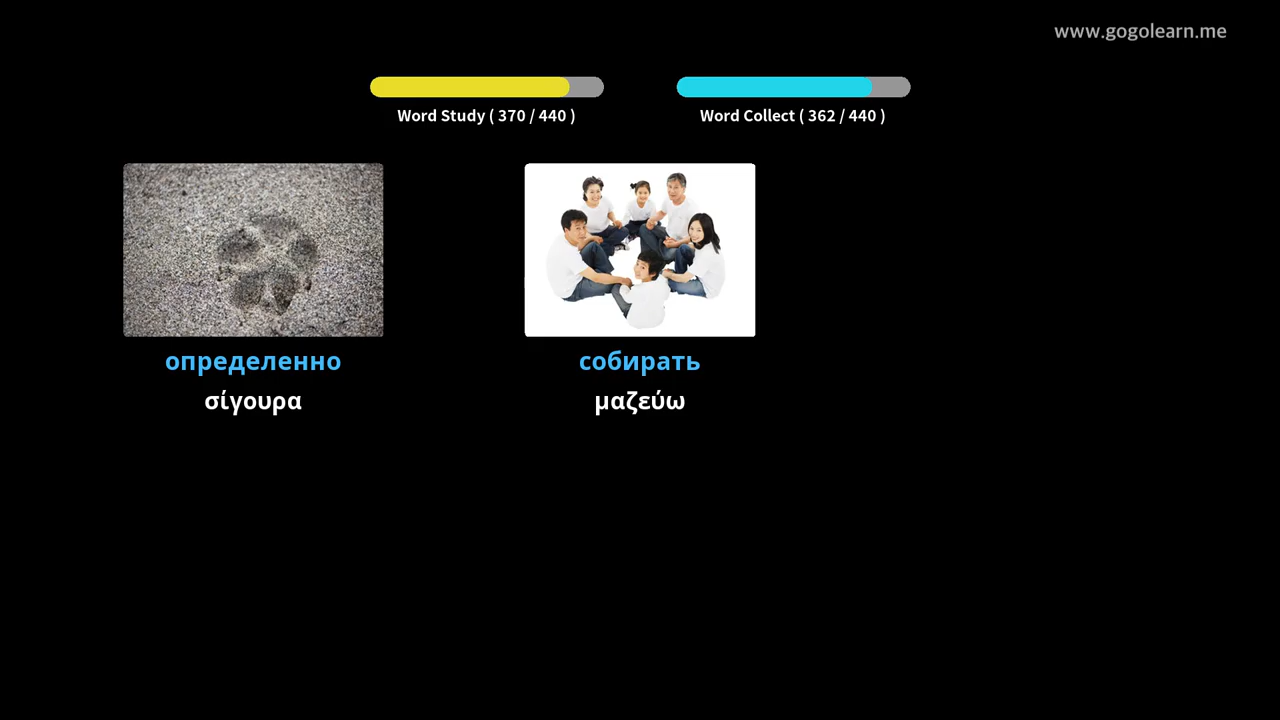 www.gogolearn.me
Word Study ( 370 / 440 )
Word Collect ( 362 / 440 )
определенно
σίγουρα
собирать
μαζεύω